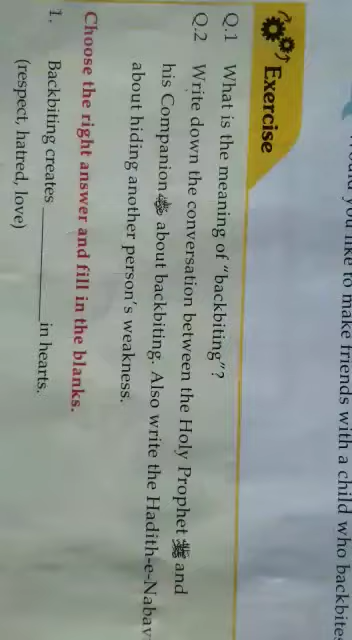 you like to make friends with a child who backbites
Exercise
Q.1 What is the meaning of "backbiting"?
Q.2 Write down the conversation between the Holy Prophet ﷺ and
his Companion about backbiting. Also write the Hadith-e-Nabav
about hiding another person's weakness.
Choose the right answer and fill in the blanks.
1. Backbiting creates ____________ in hearts.
(respect, hatred, love)